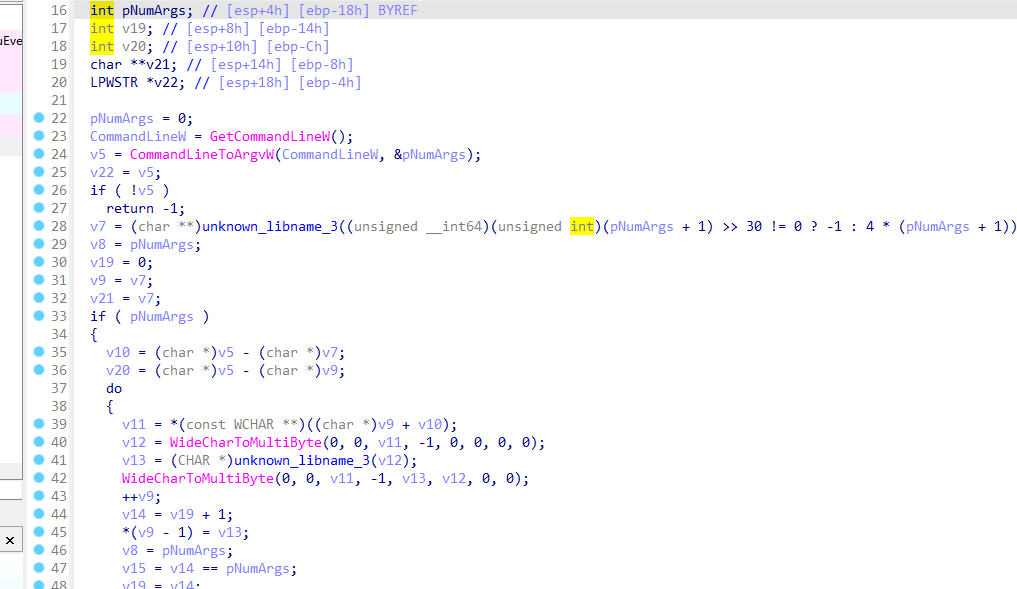 uEve
16 int pNumArgs; // [esp+4h] [ebp-18h] BYREF
17 int v19; // [esp+8h] [ebp-14h]
18 int v20; // [esp+10h] [ebp-Ch]
19 char **v21; // [esp+14h] [ebp-8h]
20 LPWSTR *v22; // [esp+18h] [ebp-4h]
21
22 pNumArgs = 0;
23 CommandLineW = GetCommandLineW();
24 v5 = CommandLineToArgvW(CommandLineW, &pNumArgs);
25 v22 = v5;
26 if ( !v5 )
27 return -1;
28 v7 = (char **)unknown_libname_3((unsigned __int64)(unsigned int)(pNumArgs + 1) >> 30 != 0 ? -1 : 4 * (pNumArgs + 1))
29 v8 = pNumArgs;
30 v19 = 0;
31 v9 = v7;
32 v21 = v7;
33 if ( pNumArgs )
34 {
35 v10 = (char *)v5 - (char *)v7;
36 v20 = (char *)v5 - (char *)v9;
37 do
38 {
39 v11 = *(const WCHAR **)((char *)v9 + v10);
40 v12 = WideCharToMultiByte(0, 0, v11, -1, 0, 0, 0, 0);
41 v13 = (CHAR *)unknown_libname_3(v12);
42 WideCharToMultiByte(0, 0, v11, -1, v13, v12, 0, 0);
43 ++v9;
44 v14 = v19 + 1;
45 *(v9 - 1) = v13;
46 v8 = pNumArgs;
47 v15 = v14 == pNumArgs;
48 v19 = v14;